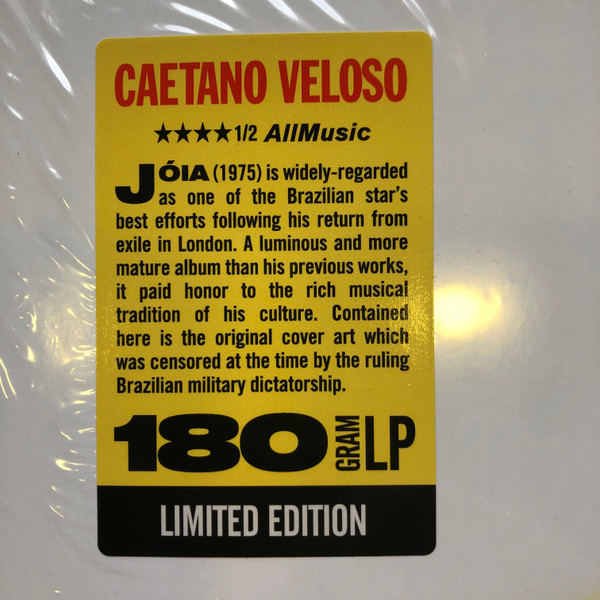 CAETANO VELOSO
★★★★1/2 AllMusic
JÓIA (1975) is widely-regarded
as one of the Brazilian star's
best efforts following his return from
exile in London. A luminous and more
mature album than his previous works,
it paid honor to the rich musical
tradition of his culture. Contained
here is the original cover art which
was censored at the time by the ruling
Brazilian military dictatorship.
180 GRAM LP
LIMITED EDITION